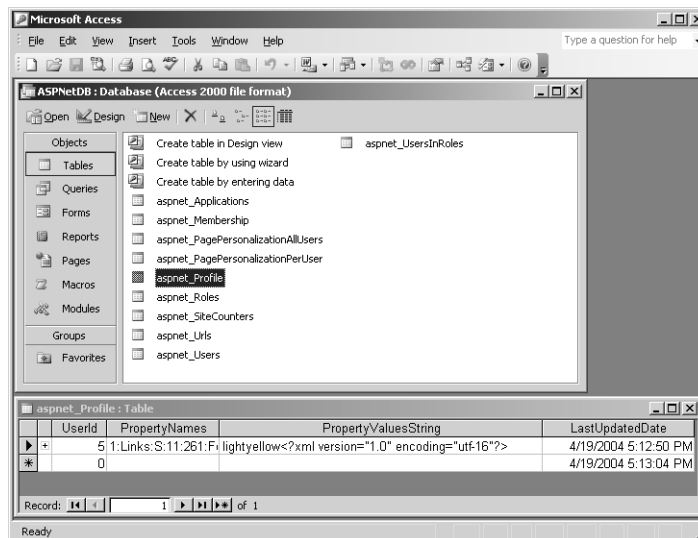 Microsoft Access
File Edit View Insert Tools Window Help Type a question for help
ASPNetDB : Database (Access 2000 file format)
Open Design New
Objects
Tables
Queries
Forms
Reports
Pages
Macros
Modules
Groups
Favorites
Create table in Design view
Create table by using wizard
Create table by entering data
aspnet_Applications
aspnet_Membership
aspnet_PagePersonalizationAllUsers
aspnet_PagePersonalizationPerUser
aspnet_Profile
aspnet_Roles
aspnet_SiteCounters
aspnet_Urls
aspnet_Users
aspnet_UsersInRoles
aspnet_Profile : Table
UserId PropertyNames PropertyValuesString LastUpdatedDate
5 1:Links:S:11:261:F lightyellow<?xml version="1.0" encoding="utf-16"?> 4/19/2004 5:12:50 PM
0 4/19/2004 5:13:04 PM
Record: 1 of 1
Ready